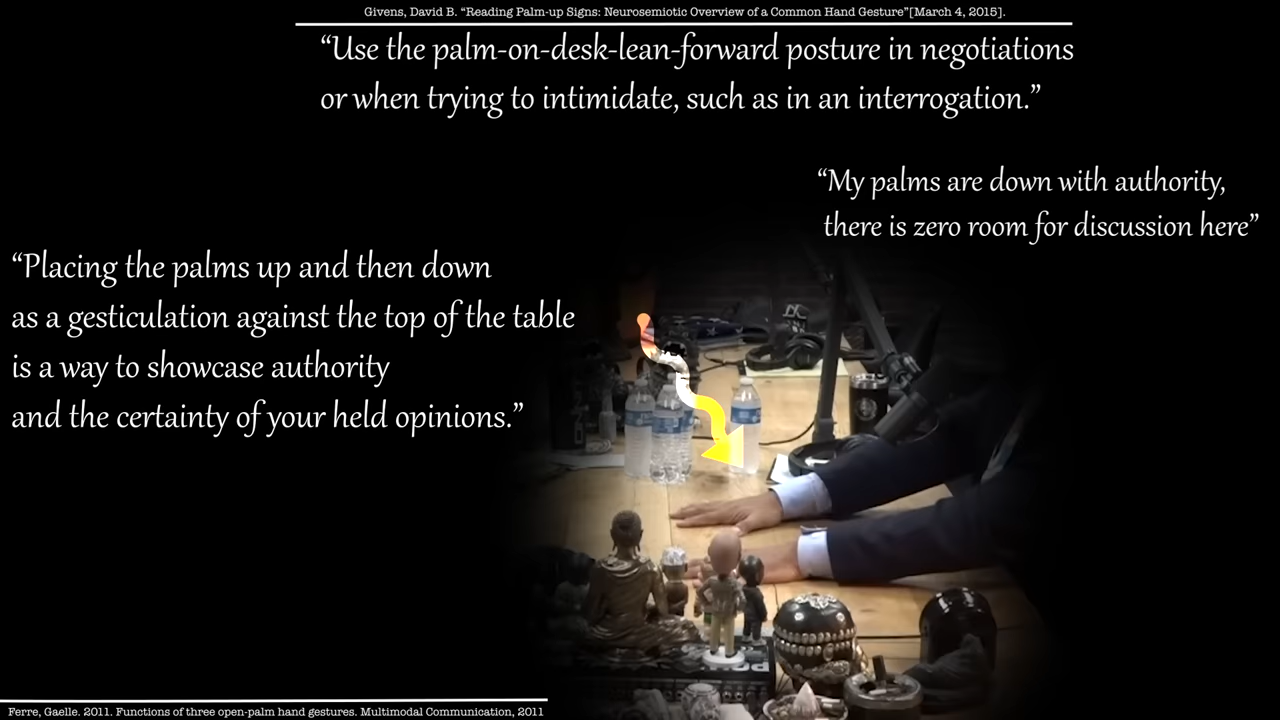 Givens, David B. “Reading Palm-up Signs: Neurosemiotic Overview of a Common Hand Gesture”[March 4, 2015].
“Use the palm-on-desk-lean-forward posture in negotiations
or when trying to intimidate, such as in an interrogation.”
“My palms are down with authority,
there is zero room for discussion here”
“Placing the palms up and then down
as a gesticulation against the top of the table
is a way to showcase authority
and the certainty of your held opinions.”
Ferre, Gaelle. 2011. Functions of three open-palm hand gestures. Multimodal Communication, 2011